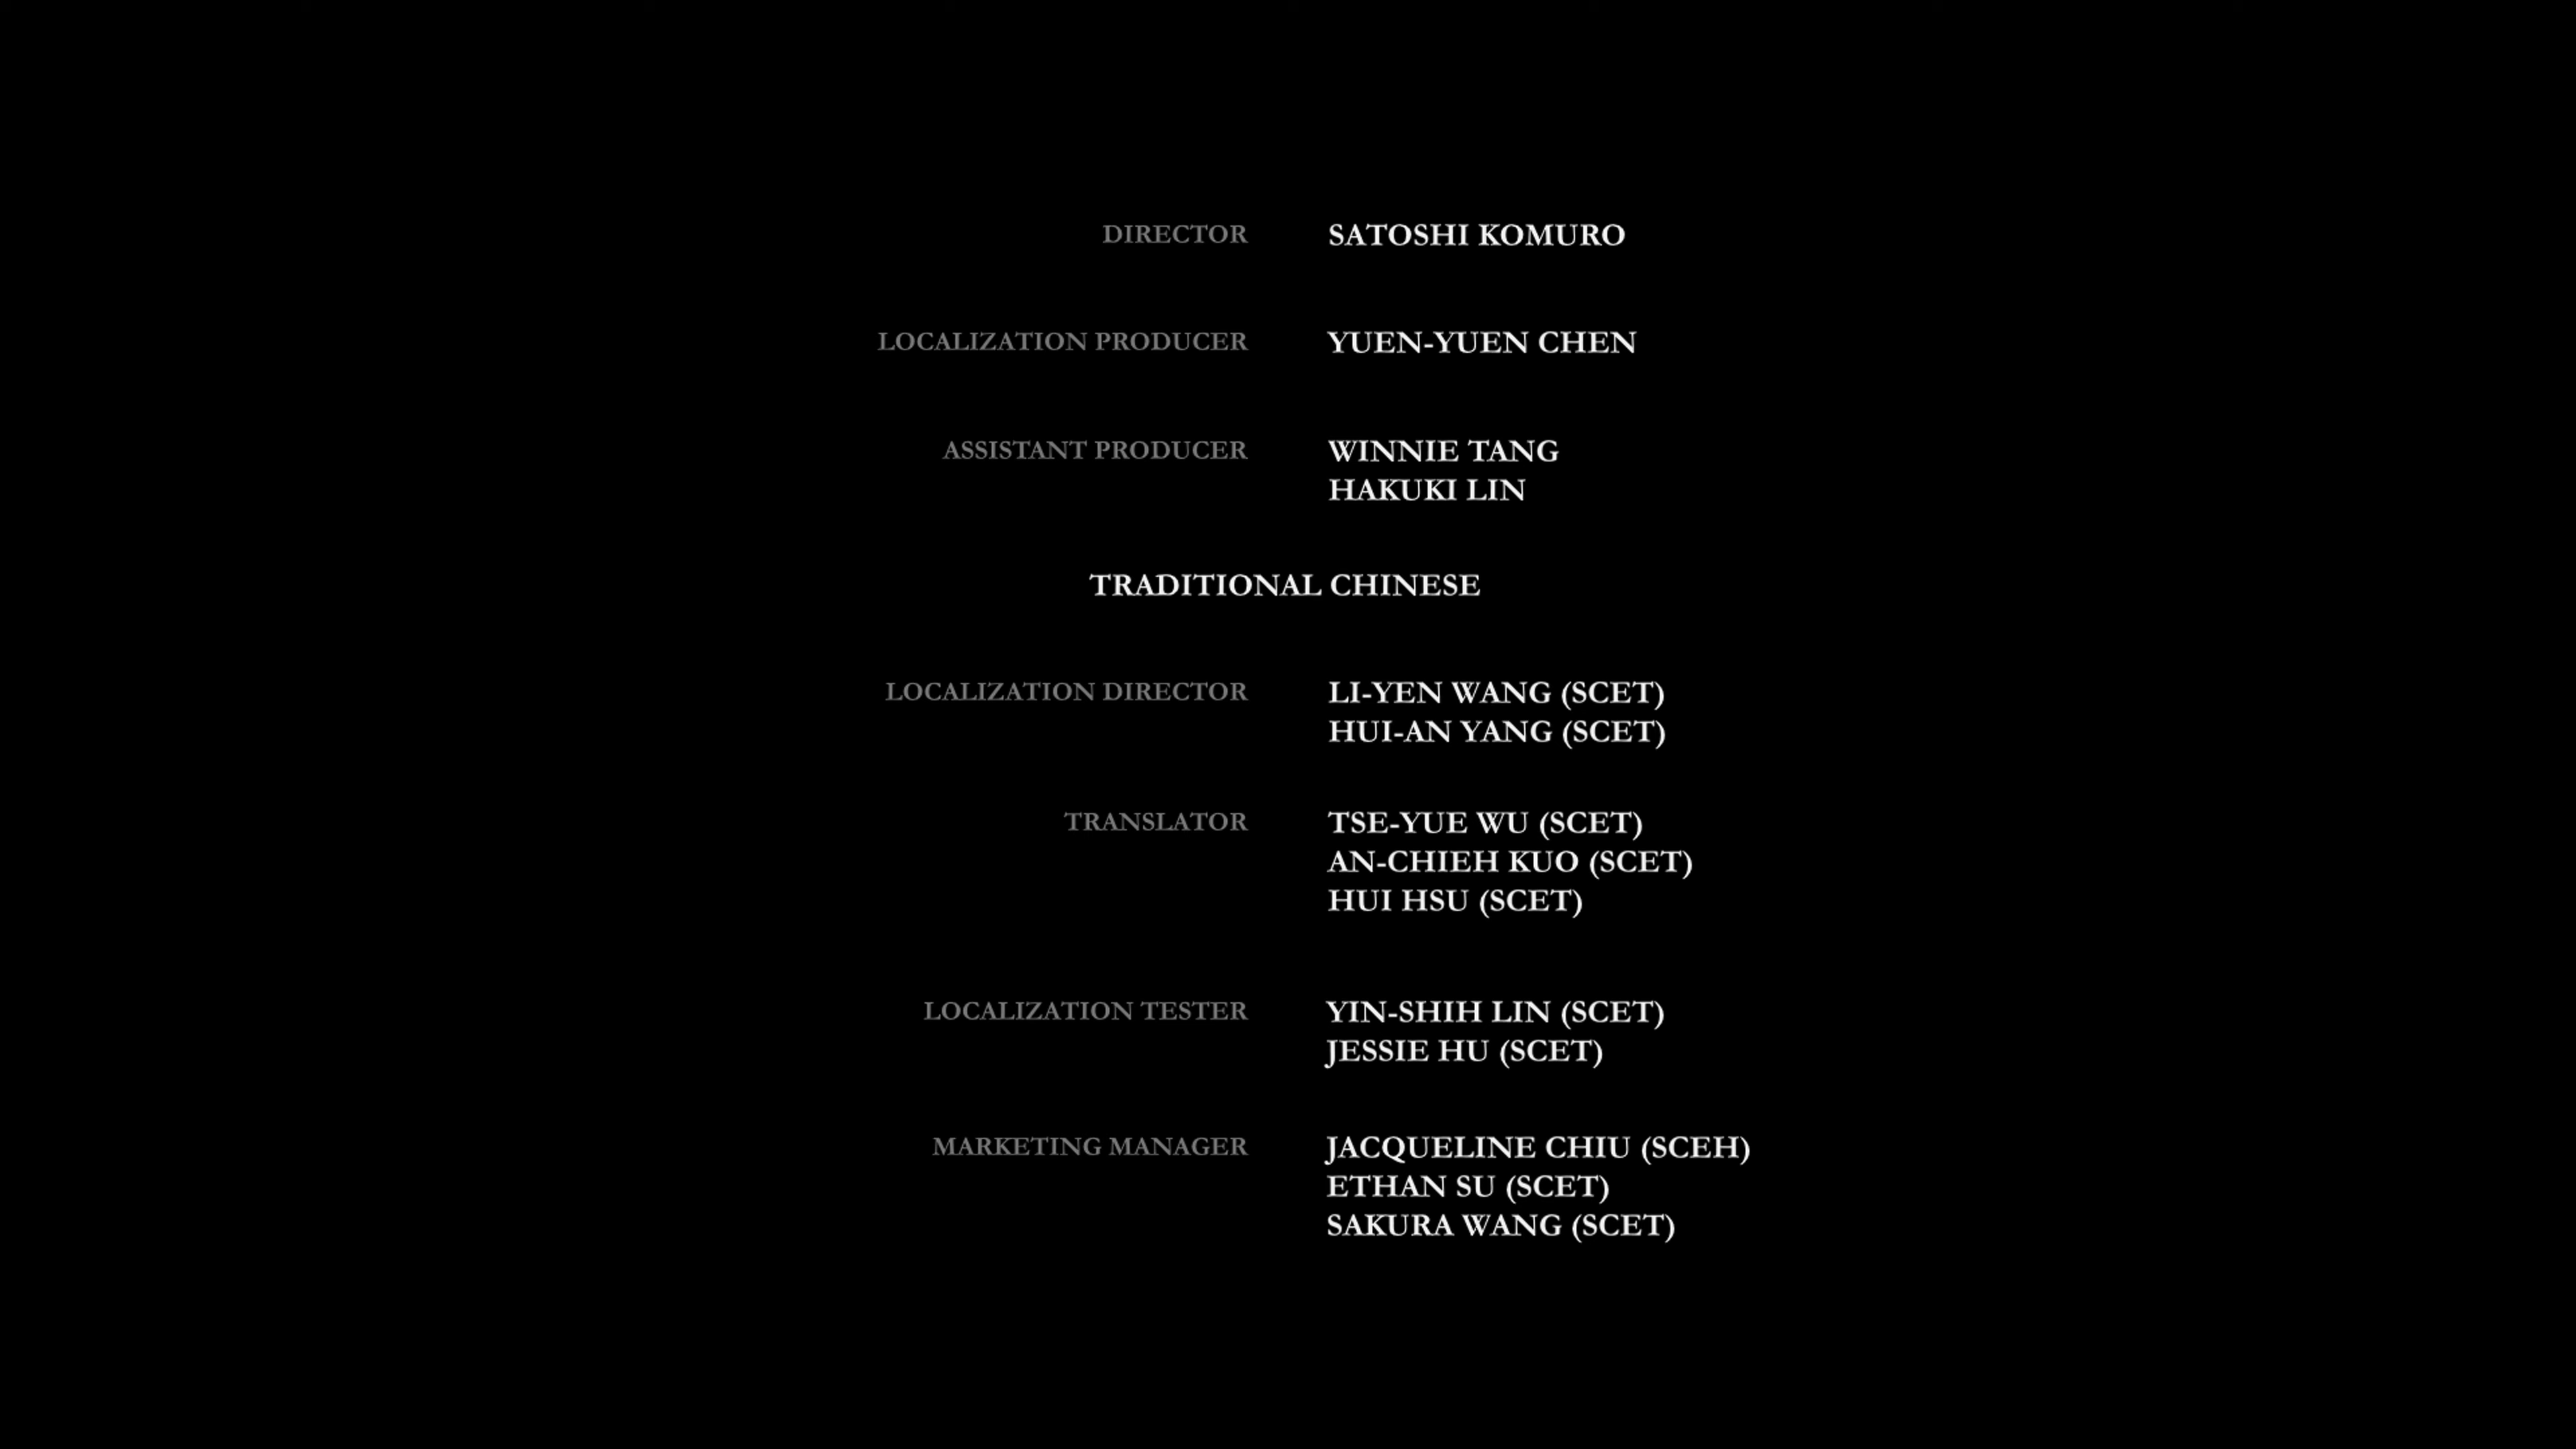 DIRECTOR SATOSHI KOMURO
LOCALIZATION PRODUCER YUEN-YUEN CHEN
ASSISTANT PRODUCER WINNIE TANG
HAKUKI LIN
TRADITIONAL CHINESE
LOCALIZATION DIRECTOR LI-YEN WANG (SCET)
HUI-AN YANG (SCET)
TRANSLATOR TSE-YUE WU (SCET)
AN-CHIEH KUO (SCET)
HUI HSU (SCET)
LOCALIZATION TESTER YIN-SHIH LIN (SCET)
JESSIE HU (SCET)
MARKETING MANAGER JACQUELINE CHIU (SCEH)
ETHAN SU (SCET)
SAKURA WANG (SCET)